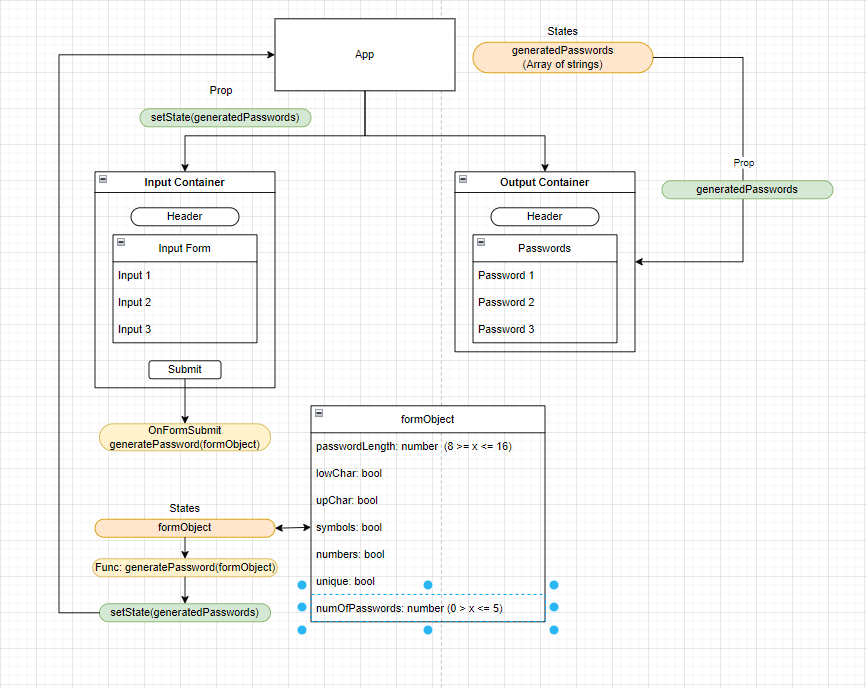 States
App
generatedPasswords
(Array of strings)
Prop
setState(generatedPasswords)
Prop
generatedPasswords
Input Container
Header
Input Form
Input 1
Input 2
Input 3
Submit
Output Container
Header
Passwords
Password 1
Password 2
Password 3
OnFormSubmit
generatePassword(formObject)
States
formObject
Func: generatePassword(formObject)
setState(generatedPasswords)
formObject
passwordLength: number (8 >= x <= 16)
lowChar: bool
upChar: bool
symbols: bool
numbers: bool
unique: bool
numOfPasswords: number (0 > x <= 5)